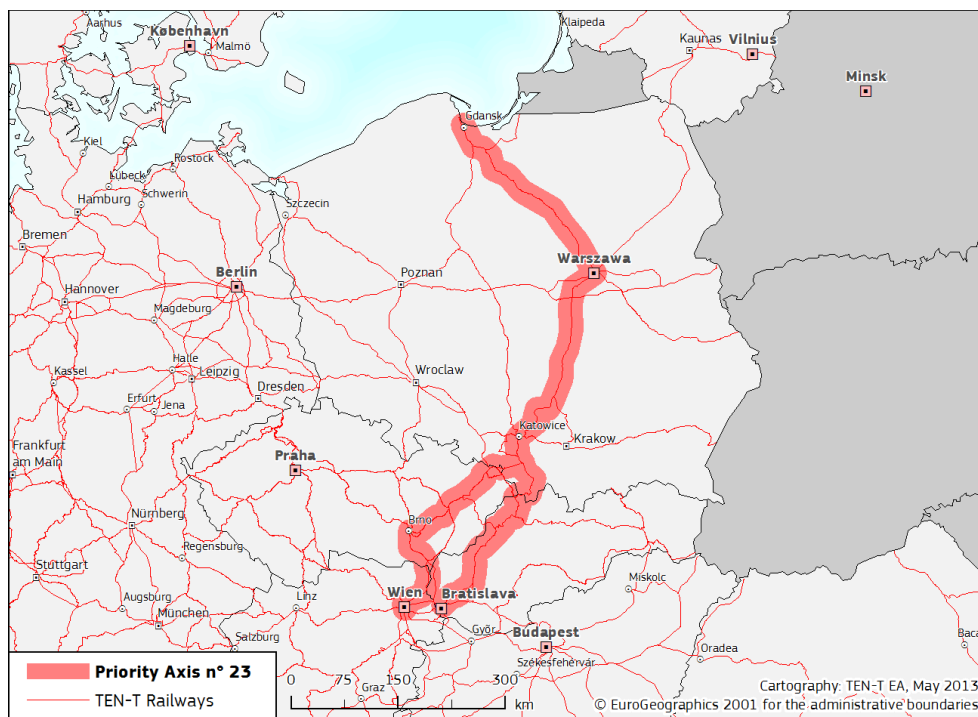 Aarhus
København
Malmö
Klaipeda
Kaunas
Vilnius
Minsk
Gdansk
Kiel
Rostock
Lübeck
Schwerin
Hamburg
Szczecin
Bremen
Berlin
Poznan
Warszawa
Hannover
Magdeburg
Halle
Leipzig
Kassel
Wroclaw
Dresden
Erfurt
Jena
Katowice
Krakow
Frankfurt
am Main
Praha
Nürnberg
Brno
Regensburg
Stuttgart
Miskolc
Wien
Bratislava
Linz
Augsburg
München
Győr
Budapest
Salzburg
Székesfehérvár
Oradea
Baca
Graz
Priority Axis n° 23
TEN-T Railways
0 75 150 300
km
Cartography: TEN-T EA, May 2013
© EuroGeographics 2001 for the administrative boundaries